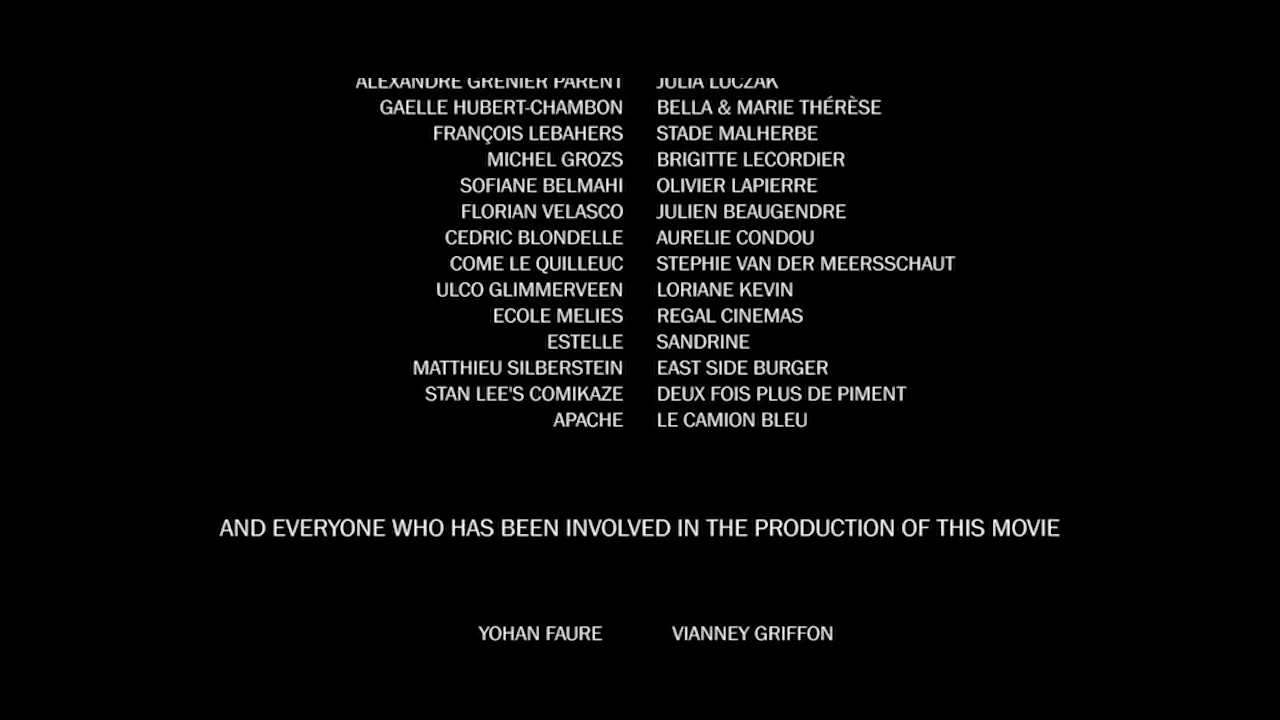 ALEXANDRE GRENIER PARENT JULIA LUCZAK
GAELLE HUBERT-CHAMBON BELLA & MARIE THÉRÈSE
FRANÇOIS LEBAHERS STADE MALHERBE
MICHEL GROZS BRIGITTE LECORDIER
SOFIANE BELMAHI OLIVIER LAPIERRE
FLORIAN VELASCO JULIEN BEAUGENDRE
CEDRIC BLONDELLE AURELIE CONDOU
COME LE QUILLEUC STEPHIE VAN DER MEERSSCHAUT
ULCO GLIMMERVEEN LORIANE KEVIN
ECOLE MELIES REGAL CINEMAS
ESTELLE SANDRINE
MATTHIEU SILBERSTEIN EAST SIDE BURGER
STAN LEE'S COMIKAZE DEUX FOIS PLUS DE PIMENT
APACHE LE CAMION BLEU
AND EVERYONE WHO HAS BEEN INVOLVED IN THE PRODUCTION OF THIS MOVIE
YOHAN FAURE VIANNEY GRIFFON